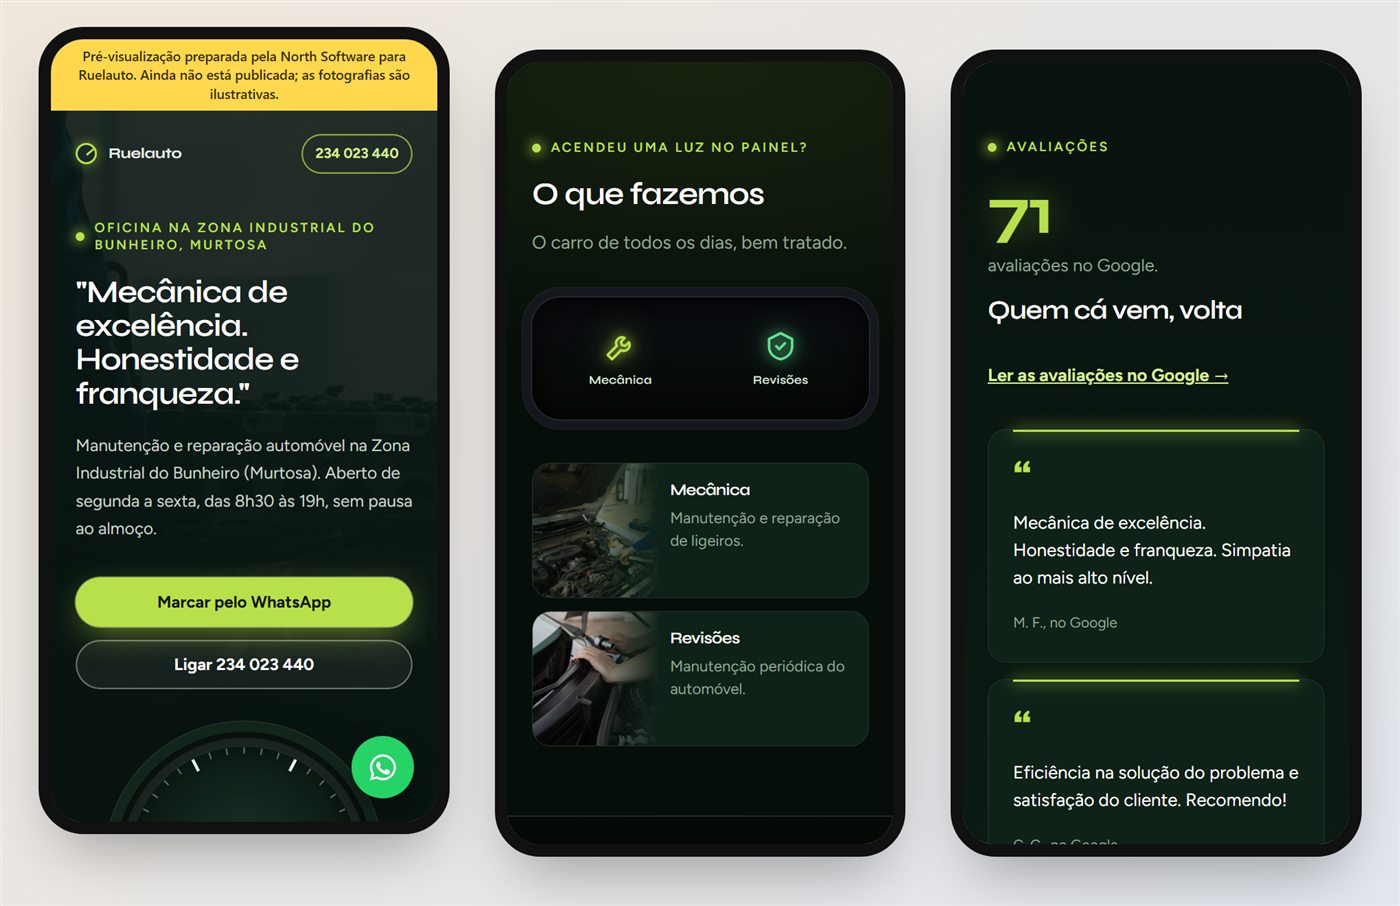 Pré-visualização preparada pela North Software para
Ruelauto. Ainda não está publicada; as fotografias são
ilustrativas.
Ruelauto
234 023 440
OFICINA NA ZONA INDUSTRIAL DO
BUNHEIRO, MURTOSA
"Mecânica de
excelência.
Honestidade e
franqueza."
Manutenção e reparação automóvel na Zona
Industrial do Bunheiro (Murtosa). Aberto de
segunda a sexta, das 8h30 às 19h, sem pausa
ao almoço.
Marcar pelo WhatsApp
Ligar 234 023 440
ACENDEU UMA LUZ NO PAINEL?
O que fazemos
O carro de todos os dias, bem tratado.
Mecânica
Revisões
Mecânica
Manutenção e reparação
de ligeiros.
Revisões
Manutenção periódica do
automóvel.
AVALIAÇÕES
71
avaliações no Google.
Quem cá vem, volta
Ler as avaliações no Google →
“
Mecânica de excelência.
Honestidade e franqueza. Simpatia
ao mais alto nível.
M. F., no Google
“
Eficiência na solução do problema e
satisfação do cliente. Recomendo!